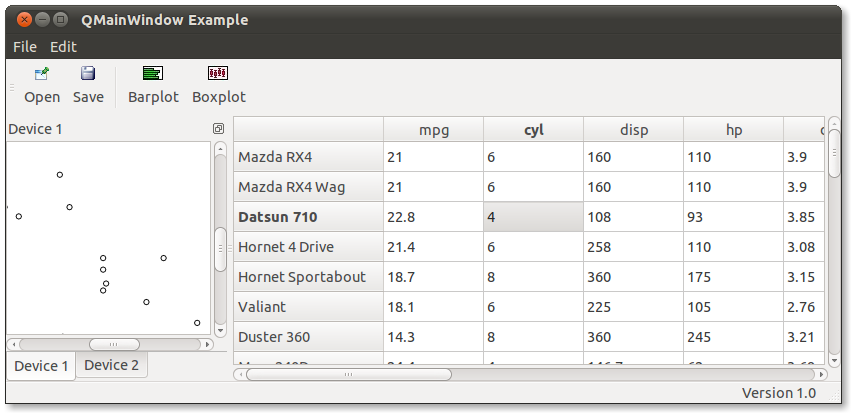 QMainWindow Example
File Edit
Open Save Barplot Boxplot
Device 1
mpg cyl disp hp
Mazda RX4 21 6 160 110 3.9
Mazda RX4 Wag 21 6 160 110 3.9
Datsun 710 22.8 4 108 93 3.85
Hornet 4 Drive 21.4 6 258 110 3.08
Hornet Sportabout 18.7 8 360 175 3.15
Valiant 18.1 6 225 105 2.76
Duster 360 14.3 8 360 245 3.21
Device 1 Device 2
Version 1.0